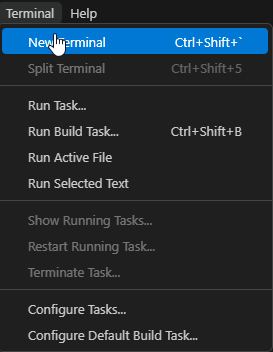 Terminal Help
New Terminal Ctrl+Shift+`
Split Terminal Ctrl+Shift+5
Run Task...
Run Build Task... Ctrl+Shift+B
Run Active File
Run Selected Text
Show Running Tasks...
Restart Running Task...
Terminate Task...
Configure Tasks...
Configure Default Build Task...